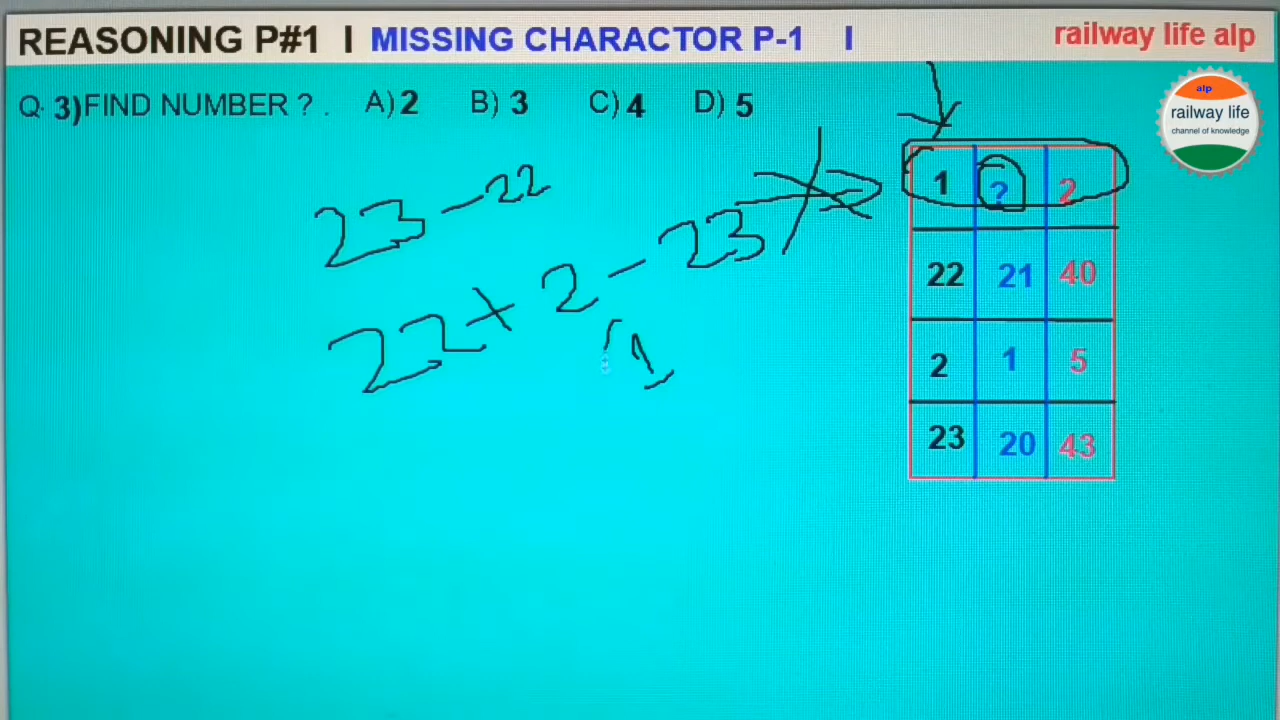 REASONING P#1 I MISSING CHARACTOR P-1 I railway life alp
Q 3)FIND NUMBER ? . A) 2 B) 3 C) 4 D) 5
alp
railway life
channel of knowledge
1 ? 2
22 21 40
2 1 5
23 20 43
23 - 22
22 + 2 - 23
1